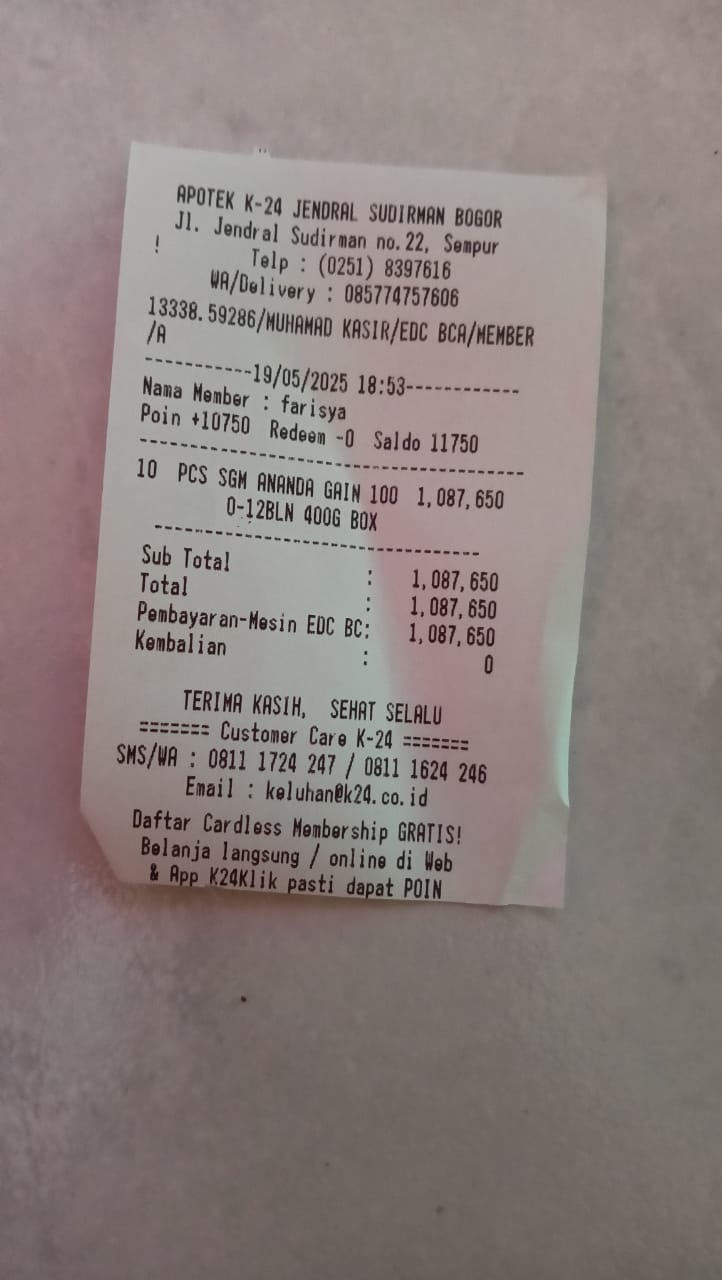 APOTEK K-24 JENDRAL SUDIRMAN BOGOR
Jl. Jendral Sudirman no.22, Sempur
!
Telp : (0251) 8397616
WA/Delivery : 085774757606
13338.59286/MUHAMAD KASIR/EDC BCA/MEMBER
/A
-----------19/05/2025 18:53------------
Nama Member : farisya
Poin +10750 Redeem -0 Saldo 11750
----------------------------------------
10 PCS SGM ANANDA GAIN 100 1,087,650
0-12BLN 400G BOX
----------------------------------
Sub Total : 1,087,650
Total : 1,087,650
Pembayaran-Mesin EDC BC: 1,087,650
Kembalian : 0
TERIMA KASIH, SEHAT SELALU
======= Customer Care K-24 =======
SMS/WA : 0811 1724 247 / 0811 1624 246
Email : keluhan@k24.co.id
Daftar Cardless Membership GRATIS!
Belanja langsung / online di Web
& App K24Klik pasti dapat POIN